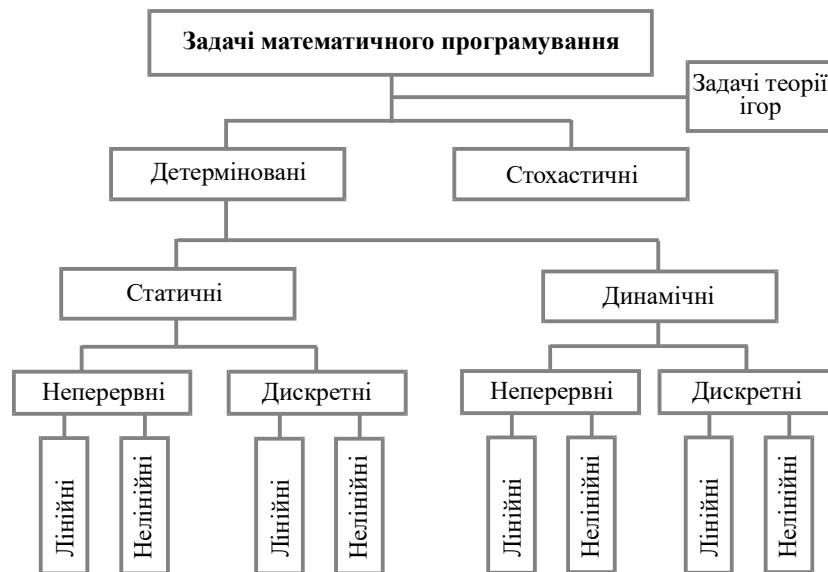 Задачі математичного програмування
Задачі теорії
ігор
Детерміновані
Стохастичні
Статичні
Динамічні
Неперервні
Дискретні
Неперервні
Дискретні
Лінійні
Нелінійні
Лінійні
Нелінійні
Лінійні
Нелінійні
Лінійні
Нелінійні